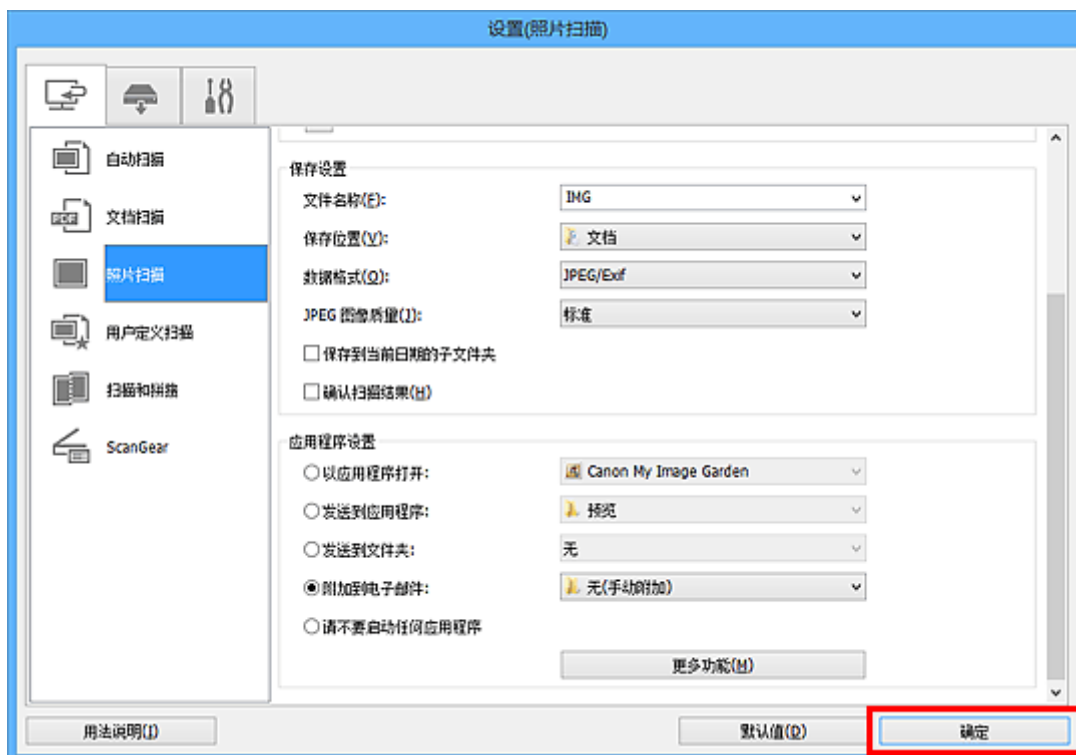 设置(照片扫描)
自动扫描
PDF
文档扫描
照片扫描
用户定义扫描
扫描和拼接
ScanGear
保存设置
文件名称(F): IMG
保存位置(V): 文档
数据格式(O): JPEG/Exif
JPEG 图像质量(J): 标准
保存到当前日期的子文件夹
确认扫描结果(H)
应用程序设置
以应用程序打开: Canon My Image Garden
发送到应用程序: 预览
发送到文件夹: 无
附加到电子邮件: 无(手动附加)
请不要启动任何应用程序
更多功能(M)
用法说明(I) 默认值(D) 确定